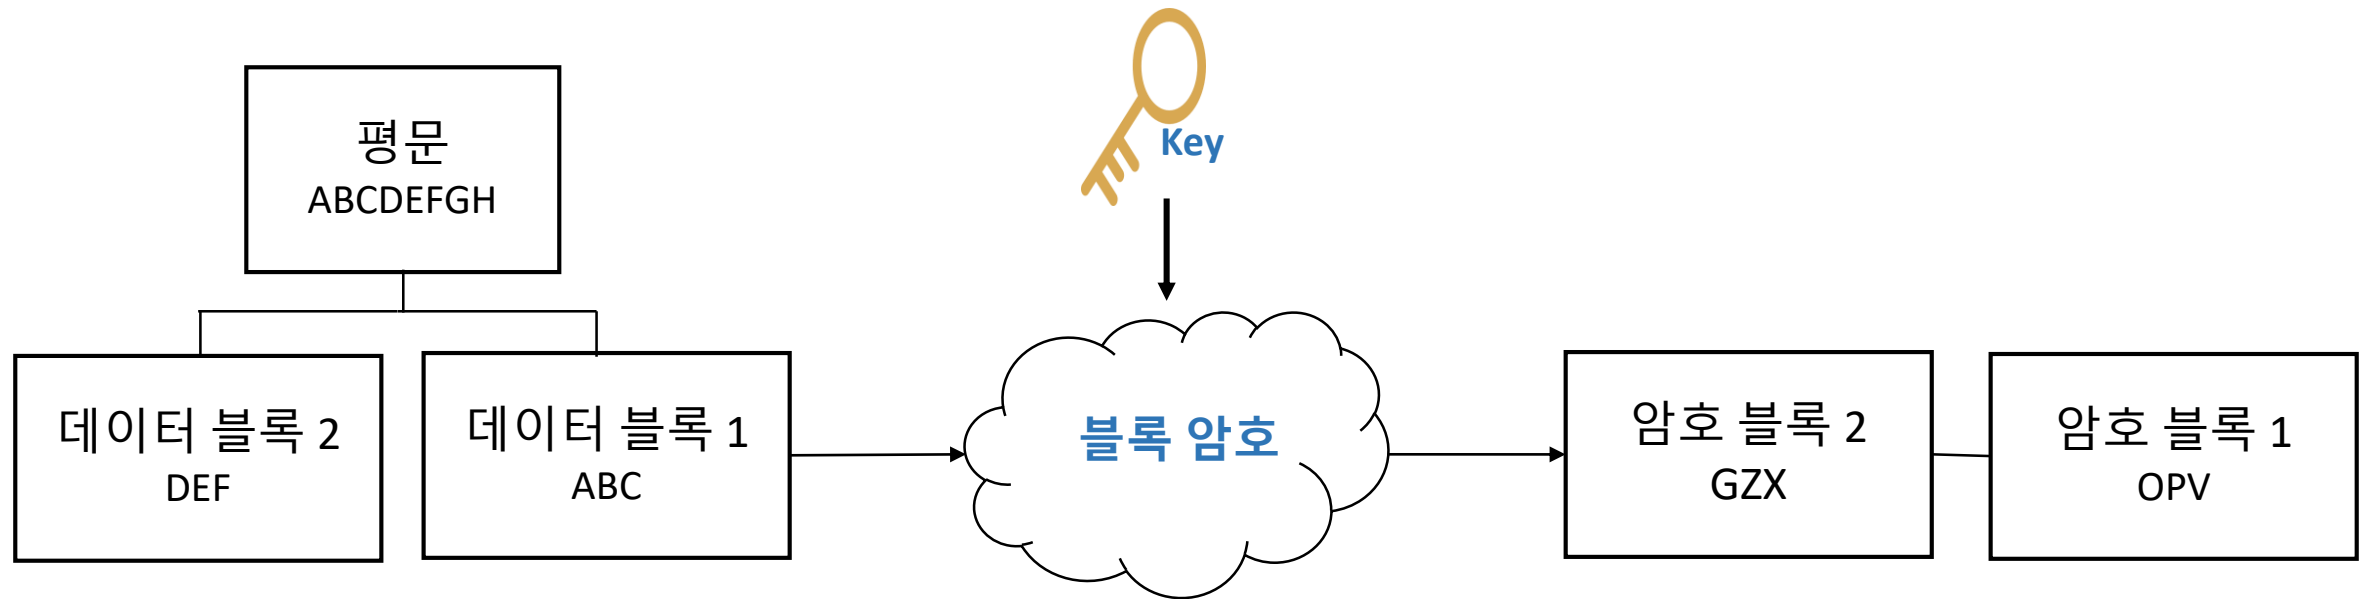 평문
ABCDEFGH
Key
데이터 블록 2
DEF
데이터 블록 1
ABC
블록 암호
암호 블록 2
GZX
암호 블록 1
OPV